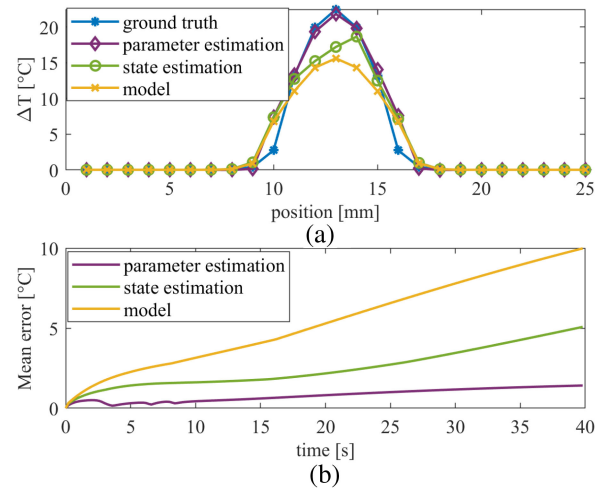 20
15
10
5
0
ΔT [°C]
ground truth
parameter estimation
state estimation
model
0 5 10 15 20 25
position [mm]
(a)
10
5
0
Mean error [°C]
parameter estimation
state estimation
model
0 5 10 15 20 25 30 35 40
time [s]
(b)